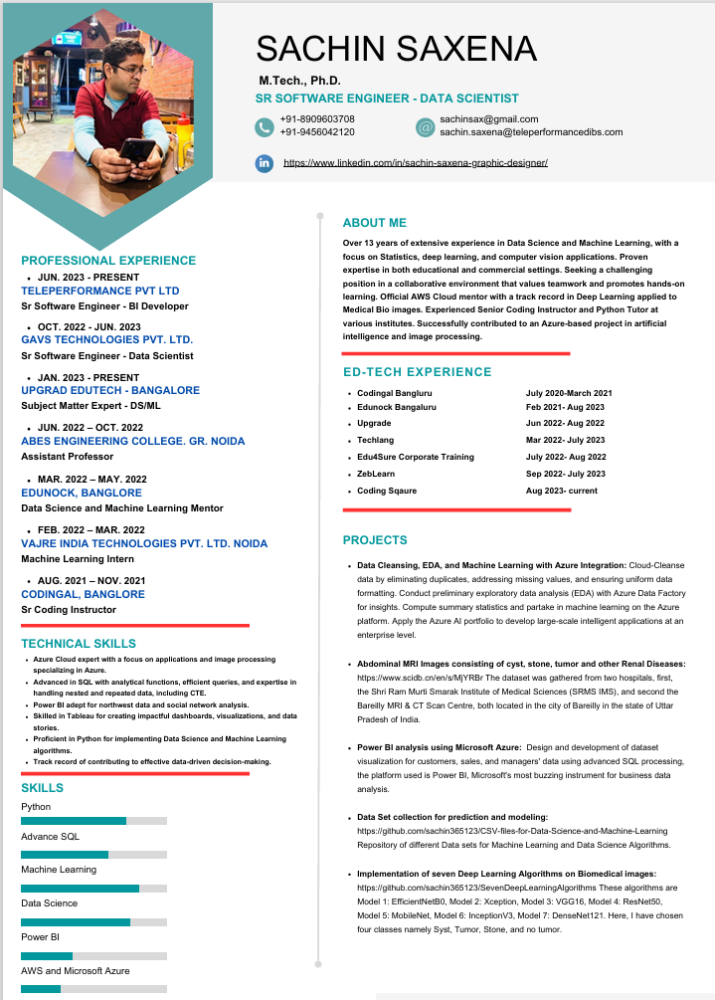 SACHIN SAXENA
M.Tech., Ph.D.
SR SOFTWARE ENGINEER - DATA SCIENTIST
+91-8909603708
+91-9456042120
@
sachinsax@gmail.com
sachin.saxena@teleperformancedibs.com
in
https://www.linkedin.com/in/sachin-saxena-graphic-designer/
PROFESSIONAL EXPERIENCE
• JUN. 2023 - PRESENT
TELEPERFORMANCE PVT LTD
Sr Software Engineer - BI Developer
• OCT. 2022 - JUN. 2023
GAVS TECHNOLOGIES PVT. LTD.
Sr Software Engineer - Data Scientist
• JAN. 2023 - PRESENT
UPGRAD EDUTECH - BANGALORE
Subject Matter Expert - DS/ML
• JUN. 2022 – OCT. 2022
ABES ENGINEERING COLLEGE. GR. NOIDA
Assistant Professor
• MAR. 2022 – MAY. 2022
EDUNOCK, BANGLORE
Data Science and Machine Learning Mentor
• FEB. 2022 – MAR. 2022
VAJRE INDIA TECHNOLOGIES PVT. LTD. NOIDA
Machine Learning Intern
• AUG. 2021 – NOV. 2021
CODINGAL, BANGLORE
Sr Coding Instructor
TECHNICAL SKILLS
• Azure Cloud expert with a focus on applications and image processing
specializing in Azure.
• Advanced in SQL with analytical functions, efficient queries, and expertise in
handling nested and repeated data, including CTE.
• Power BI adept for northwest data and social network analysis.
• Skilled in Tableau for creating impactful dashboards, visualizations, and data
stories.
• Proficient in Python for implementing Data Science and Machine Learning
algorithms.
• Track record of contributing to effective data-driven decision-making.
SKILLS
Python
Advance SQL
Machine Learning
Data Science
Power BI
AWS and Microsoft Azure
ABOUT ME
Over 13 years of extensive experience in Data Science and Machine Learning, with a
focus on Statistics, deep learning, and computer vision applications. Proven
expertise in both educational and commercial settings. Seeking a challenging
position in a collaborative environment that values teamwork and promotes hands-on
learning. Official AWS Cloud mentor with a track record in Deep Learning applied to
Medical Bio images. Experienced Senior Coding Instructor and Python Tutor at
various institutes. Successfully contributed to an Azure-based project in artificial
intelligence and image processing.
ED-TECH EXPERIENCE
• Codingal Bangluru July 2020-March 2021
• Edunock Bangaluru Feb 2021- Aug 2023
• Upgrade Jun 2022- Aug 2022
• Techlang Mar 2022- July 2023
• Edu4Sure Corporate Training July 2022- Aug 2022
• ZebLearn Sep 2022- July 2023
• Coding Sqaure Aug 2023- current
PROJECTS
• Data Cleansing, EDA, and Machine Learning with Azure Integration: Cloud-Cleanse
data by eliminating duplicates, addressing missing values, and ensuring uniform data
formatting. Conduct preliminary exploratory data analysis (EDA) with Azure Data Factory
for insights. Compute summary statistics and partake in machine learning on the Azure
platform. Apply the Azure AI portfolio to develop large-scale intelligent applications at an
enterprise level.
• Abdominal MRI Images consisting of cyst, stone, tumor and other Renal Diseases:
https://www.scidb.cn/en/s/MjYRBr The dataset was gathered from two hospitals, first,
the Shri Ram Murti Smarak Institute of Medical Sciences (SRMS IMS), and second the
Bareilly MRI & CT Scan Centre, both located in the city of Bareilly in the state of Uttar
Pradesh of India.
• Power BI analysis using Microsoft Azure: Design and development of dataset
visualization for customers, sales, and managers' data using advanced SQL processing,
the platform used is Power BI, Microsoft's most buzzing instrument for business data
analysis.
• Data Set collection for prediction and modeling:
https://github.com/sachin365123/CSV-files-for-Data-Science-and-Machine-Learning
Repository of different Data sets for Machine Learning and Data Science Algorithms.
• Implementation of seven Deep Learning Algorithms on Biomedical images:
https://github.com/sachin365123/SevenDeepLearningAlgorithms These algorithms are
Model 1: EfficientNetB0, Model 2: Xception, Model 3: VGG16, Model 4: ResNet50,
Model 5: MobileNet, Model 6: InceptionV3, Model 7: DenseNet121. Here, I have chosen
four classes namely Syst, Tumor, Stone, and no tumor.